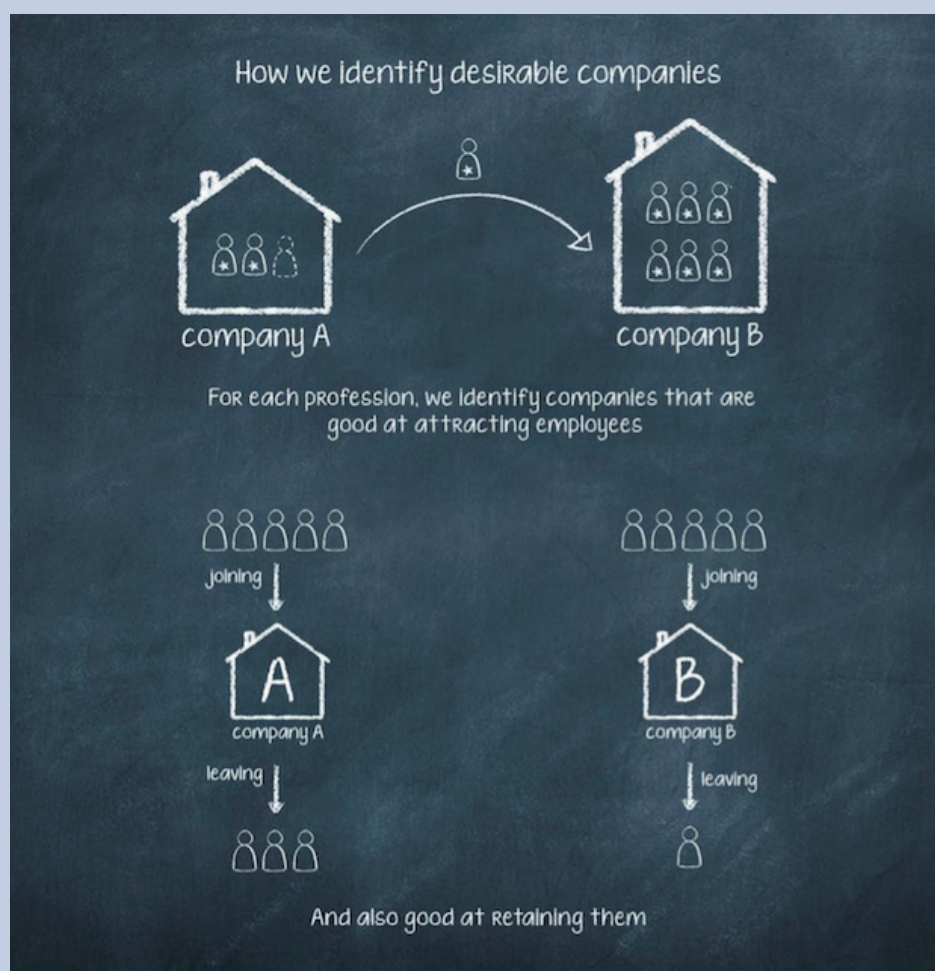 How we identify desirable companies
company A
company B
For each profession, we identify companies that are
good at attracting employees
joining
joining
A
B
company A
company B
leaving
leaving
And also good at retaining them